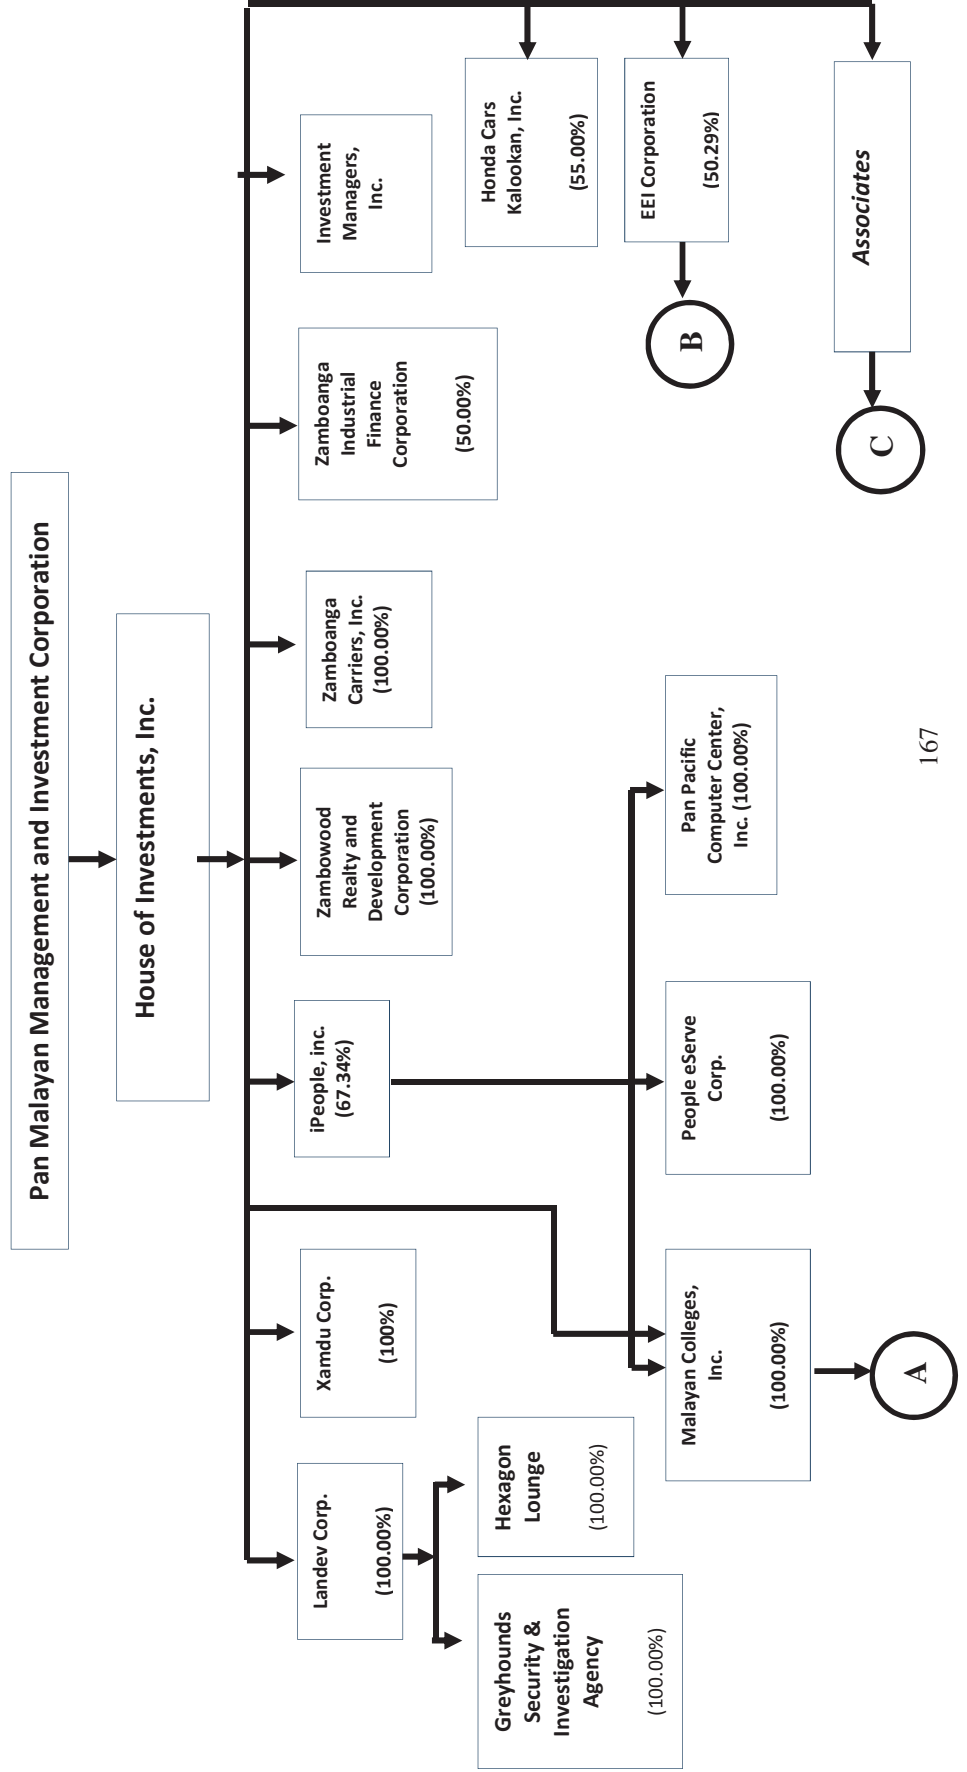 Pan Malayan Management and Investment Corporation
House of Investments, Inc.
Landev Corp.
(100.00%)
Xamdu Corp.
(100%)
iPeople, inc.
(67.34%)
Zambowood
Realty and
Development
Corporation
(100.00%)
Zamboanga
Carriers, Inc.
(100.00%)
Zamboanga
Industrial
Finance
Corporation
(50.00%)
Investment
Managers,
Inc.
Honda Cars
Kalookan, Inc.
(55.00%)
EEI Corporation
(50.29%)
B
Associates
C
Greyhounds
Security &
Investigation
Agency
(100.00%)
Hexagon
Lounge
(100.00%)
Malayan Colleges,
Inc.
(100.00%)
A
People eServe
Corp.
(100.00%)
Pan Pacific
Computer Center,
Inc. (100.00%)
167